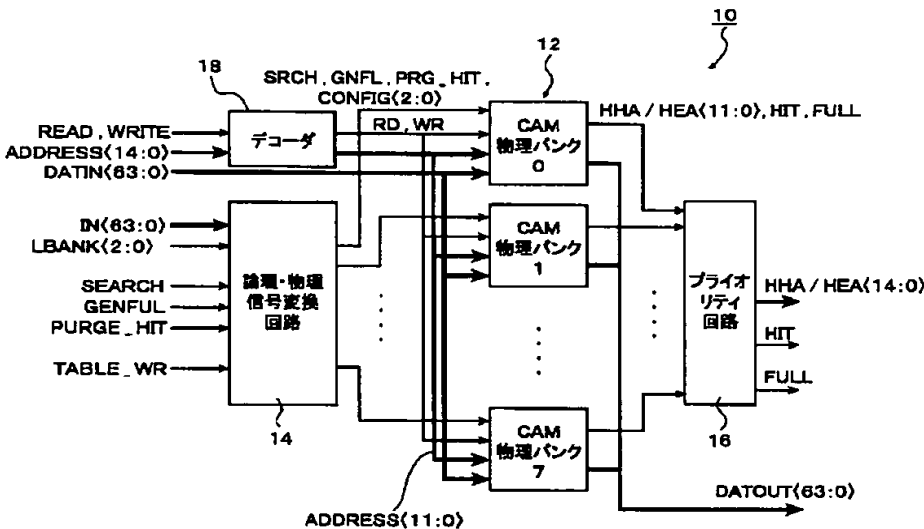 10
18
12
SRCH, GNFL, PRG_HIT,
CONFIG⟨2:0⟩
HHA/HEA⟨11:0⟩, HIT, FULL
READ, WRITE
デコーダ
RD, WR
CAM
物理バンク
0
ADDRESS⟨14:0⟩
DATIN⟨63:0⟩
IN⟨63:0⟩
LBANK⟨2:0⟩
SEARCH
GENFUL
PURGE_HIT
TABLE_WR
論理・物理
信号変換
回路
14
CAM
物理バンク
1
プライオ
リティ
回路
HHA/HEA⟨14:0⟩
HIT
FULL
16
CAM
物理バンク
7
DATOUT⟨63:0⟩
ADDRESS⟨11:0⟩